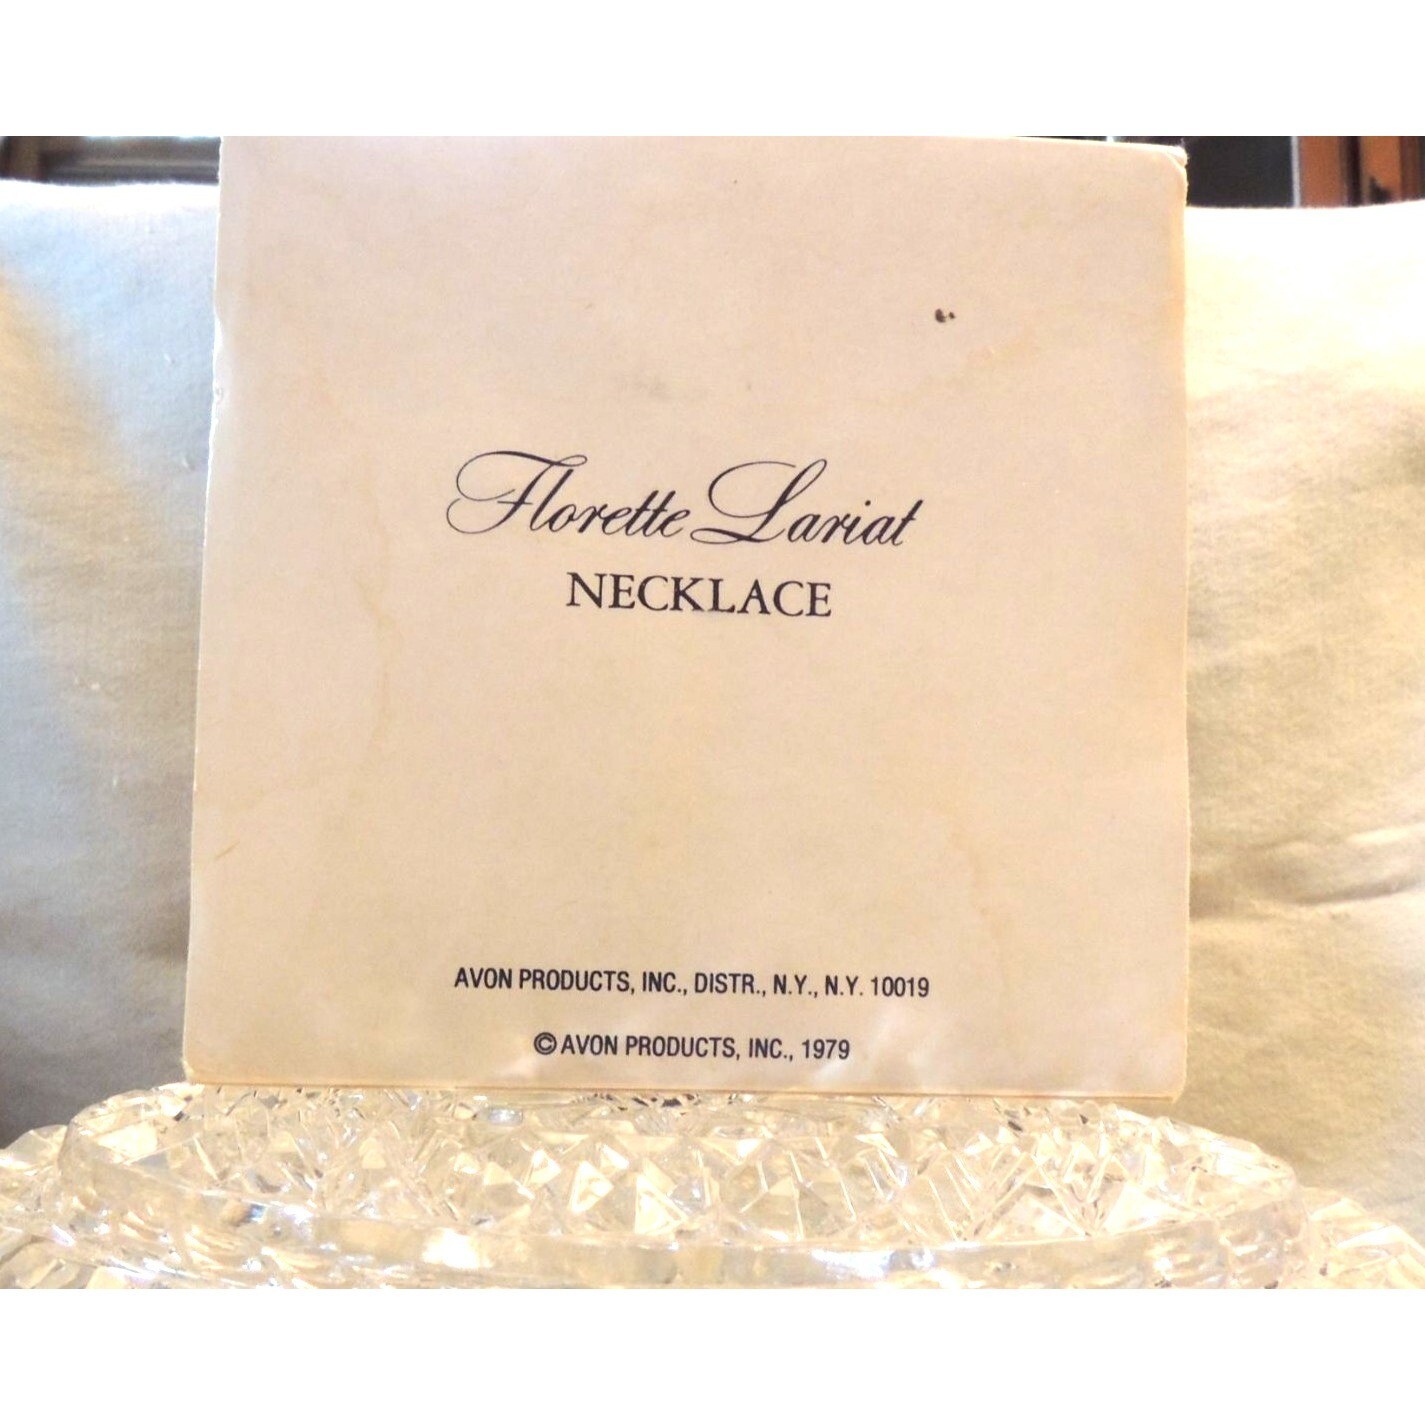 Florette Lariat
NECKLACE
AVON PRODUCTS, INC., DISTR., N.Y., N.Y. 10019
© AVON PRODUCTS, INC., 1979